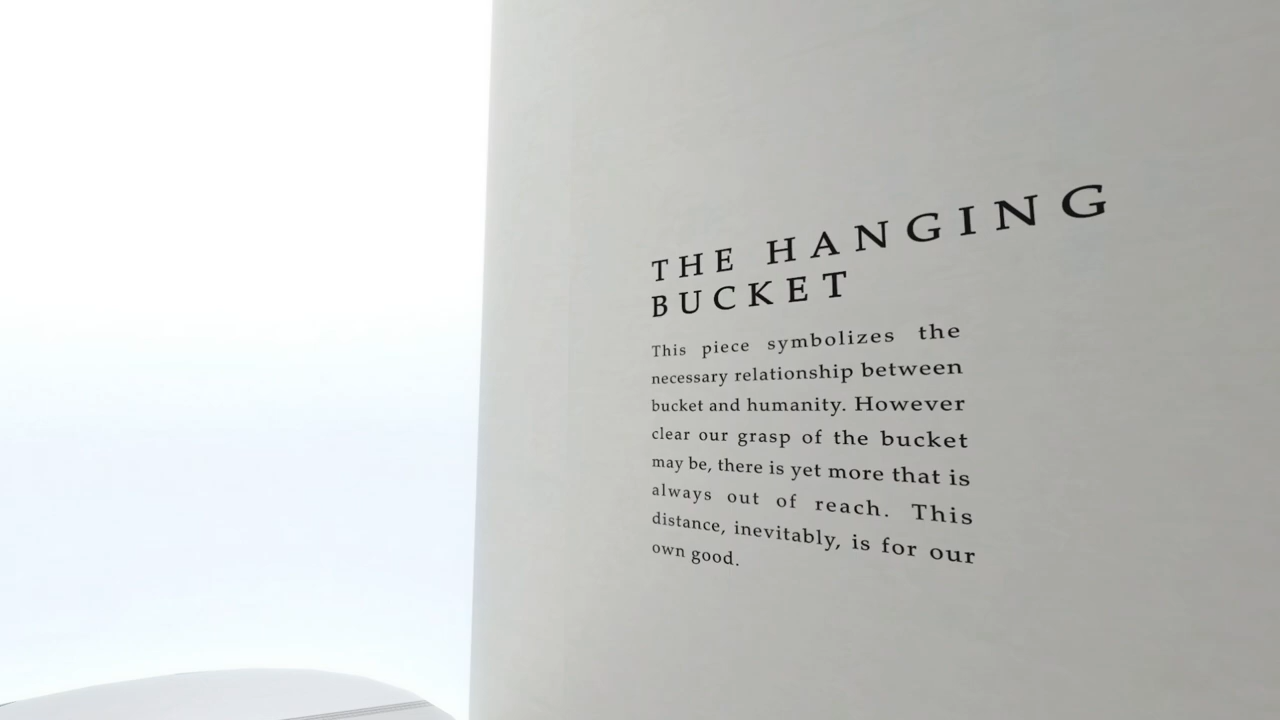 THE HANGING
BUCKET
This piece symbolizes the
necessary relationship between
bucket and humanity. However
clear our grasp of the bucket
may be, there is yet more that is
always out of reach. This
distance, inevitably, is for our
own good.